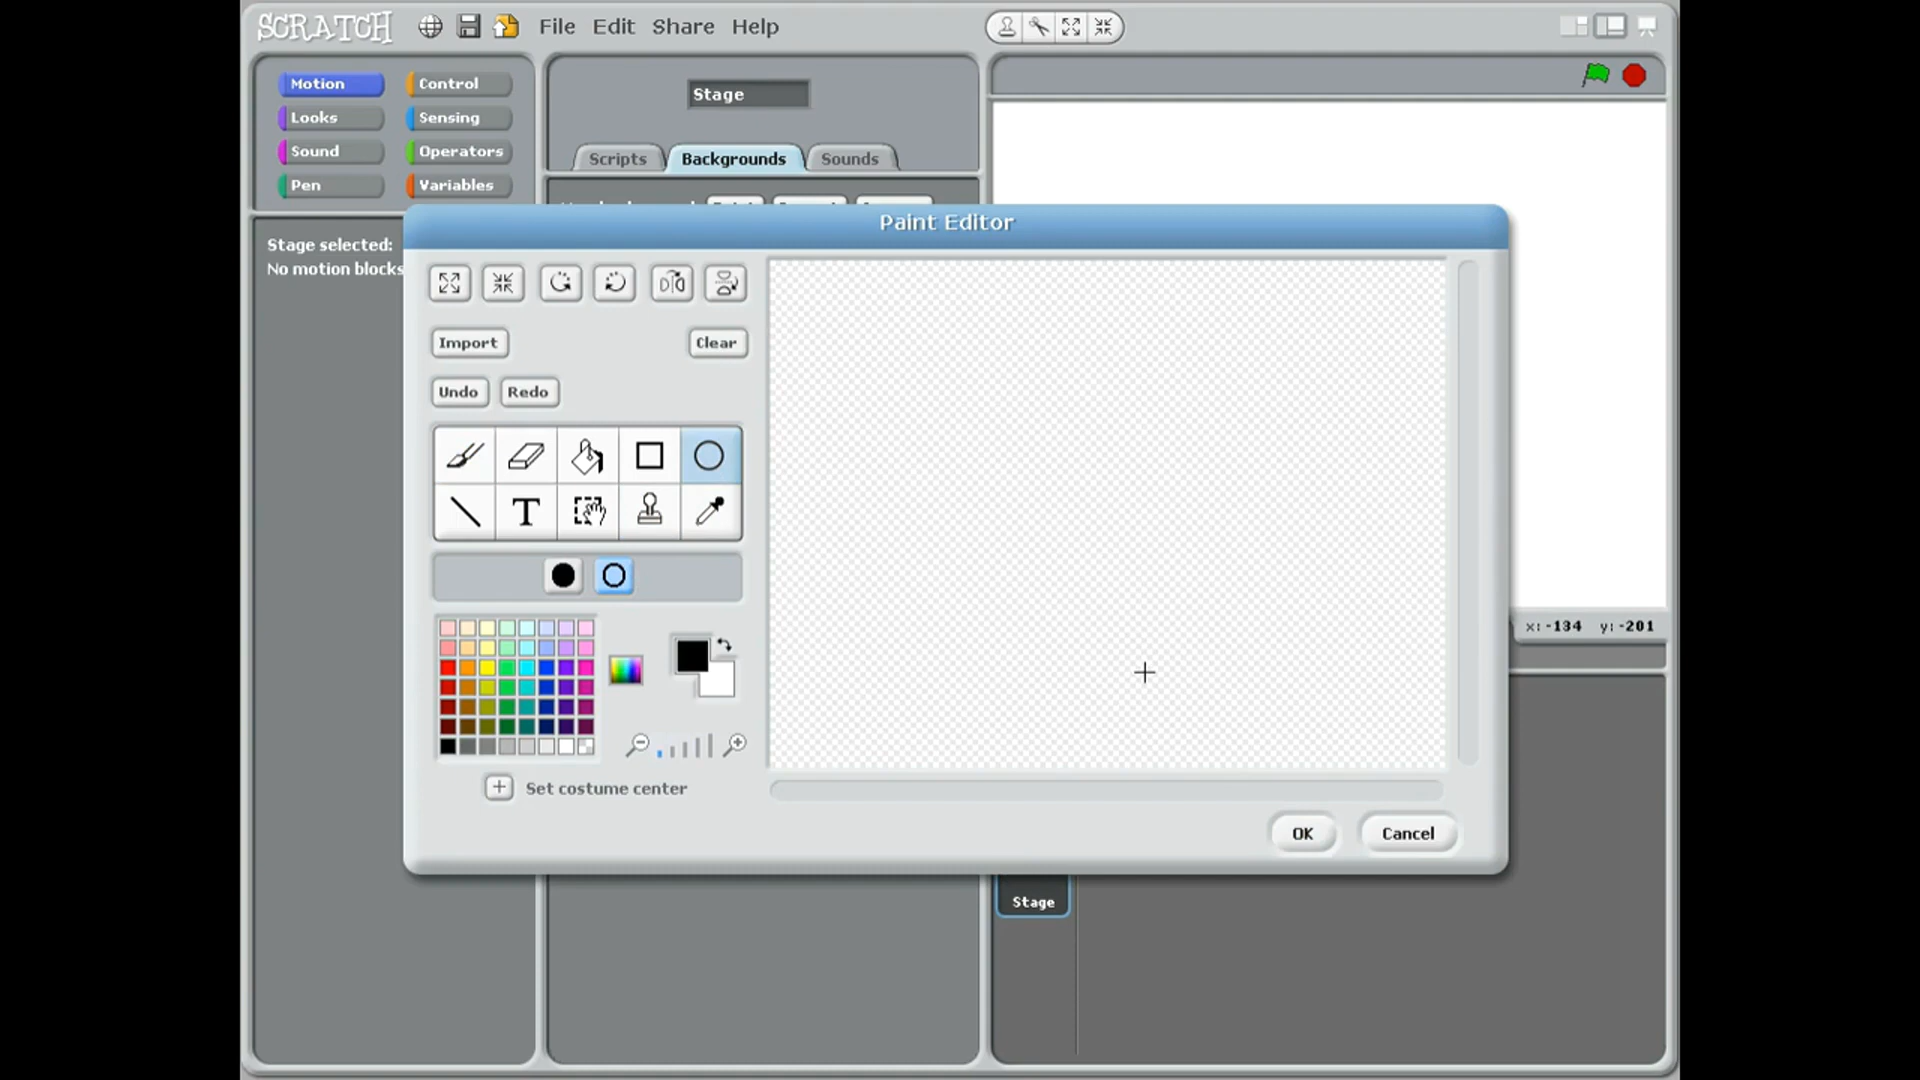 SCRATCH File Edit Share Help
Motion Control
Looks Sensing
Sound Operators
Pen Variables
Stage
Scripts Backgrounds Sounds
Stage selected:
No motion blocks
Paint Editor
Import Clear
Undo Redo
T
Set costume center
OK Cancel
x: -134 y: -201
Stage